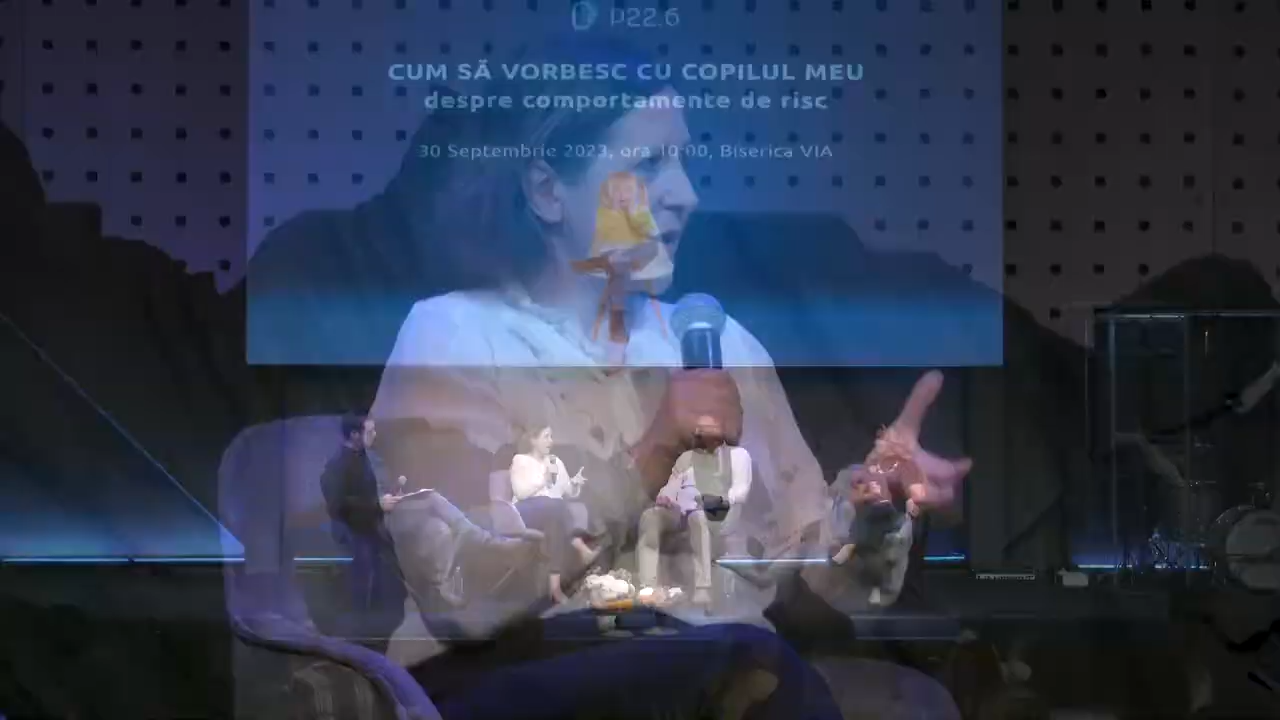 P22.6
CUM SĂ VORBESC CU COPILUL MEU
despre comportamente de risc
30 Septembrie 2023, ora 10:00, Biserica VIA